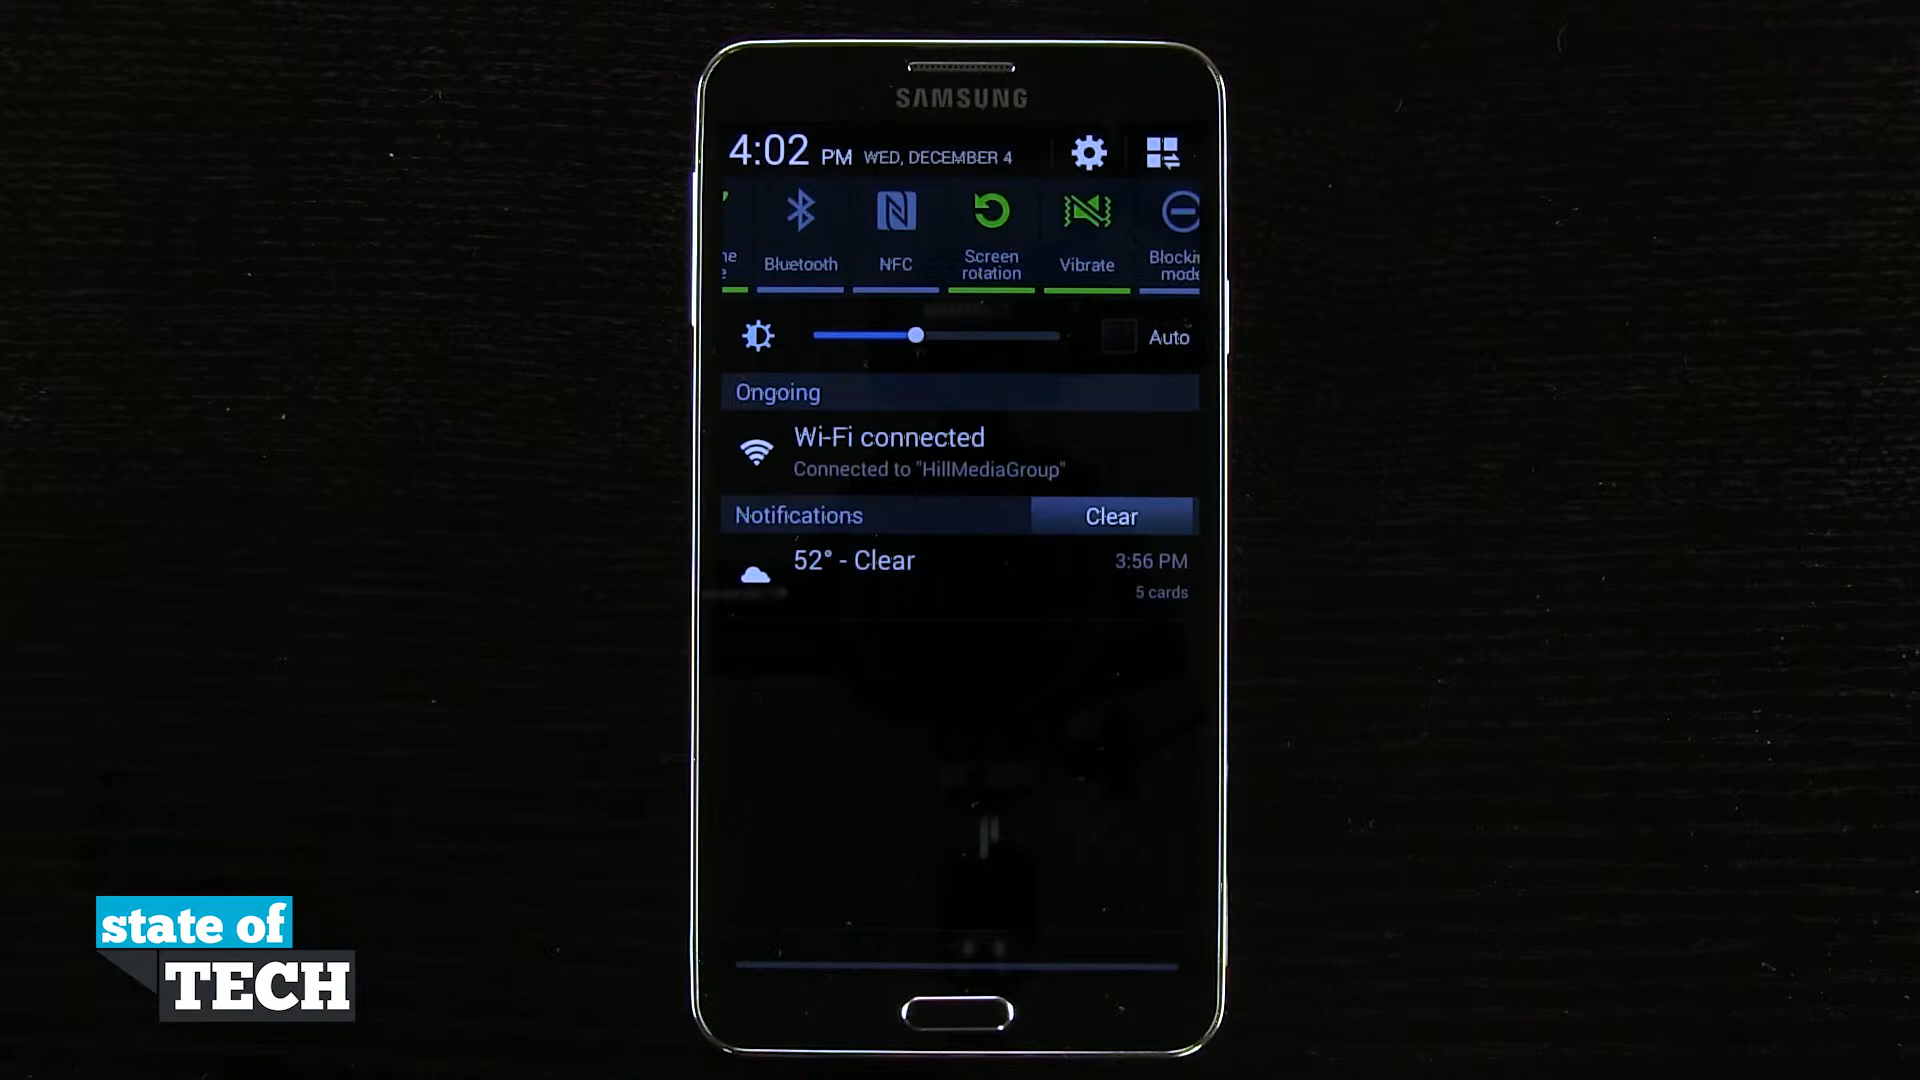 SAMSUNG
4:02 PM WED, DECEMBER 4
Bluetooth
NFC
Screen
rotation
Vibrate
Auto
Ongoing
Wi-Fi connected
Connected to "HillMediaGroup"
Notifications
Clear
52° - Clear
3:56 PM
5 cards
state of
TECH